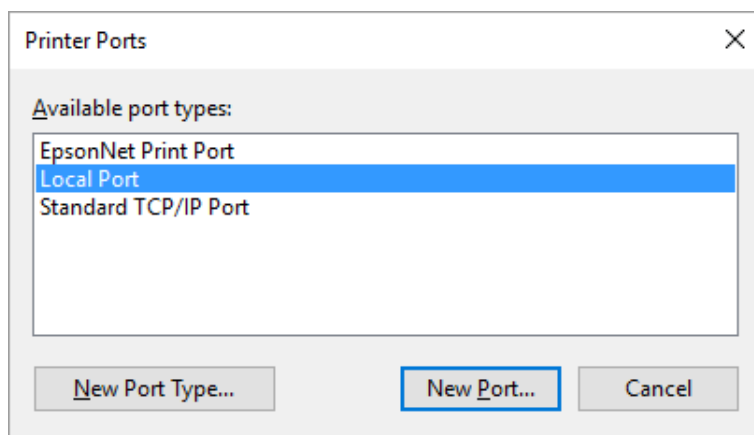 Printer Ports
Available port types:
EpsonNet Print Port
Local Port
Standard TCP/IP Port
New Port Type... New Port... Cancel